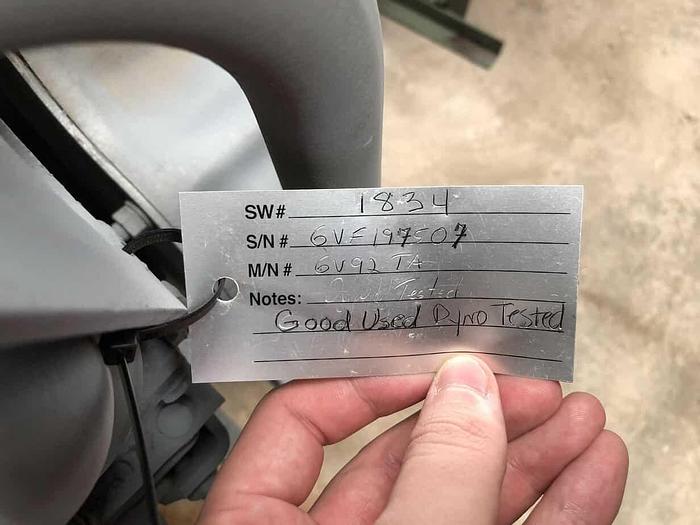 SW# 1834
S/N # 6VF197507
M/N # 6V92 TA
Notes: Dyno Tested
Good Used Dyno Tested